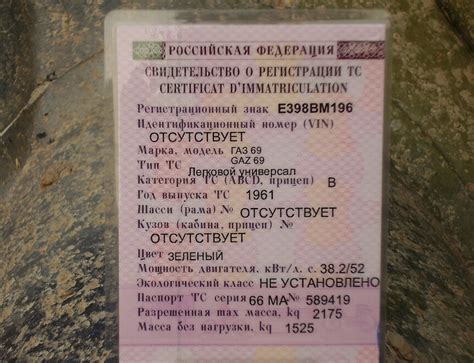 РОССИЙСКАЯ ФЕДЕРАЦИЯ
СВИДЕТЕЛЬСТВО О РЕГИСТРАЦИИ ТС
CERTIFICAT D'IMMATRICULATION
Регистрационный знак Е398ВМ196
Идентификационный номер (VIN)
ОТСУТСТВУЕТ
Марка, модель ГАЗ 69
GAZ 69
Тип ТС Легковой универсал
Категория ТС (ABCD, прицеп) B
Год выпуска ТС 1961
Шасси (рама) № ОТСУТСТВУЕТ
Кузов (кабина, прицеп) №
ОТСУТСТВУЕТ
Цвет ЗЕЛЕНЫЙ
Мощность двигателя, кВт/л. с. 38.2/52
Экологический класс НЕ УСТАНОВЛЕНО
Паспорт ТС серия 66 МА № 589419
Разрешенная max масса, kg 2175
Масса без нагрузки, kg 1525